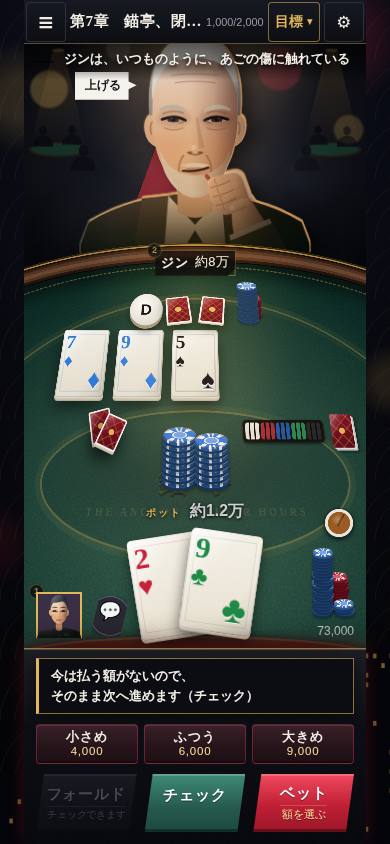 ☰ 第7章　錨亭、閉… 1,000/2,000 目標▼ ⚙
ジンは、いつものように、あごの傷に触れている
上げる
2
ジン 約8万
D
7 9 5
ポット 約1.2万
HOURS
2 9
73,000
今は払う額がないので、
そのまま次へ進めます（チェック）
小さめ ふつう 大きめ
4,000 6,000 9,000
フォールド チェック ベット
チェックできます 額を選ぶ